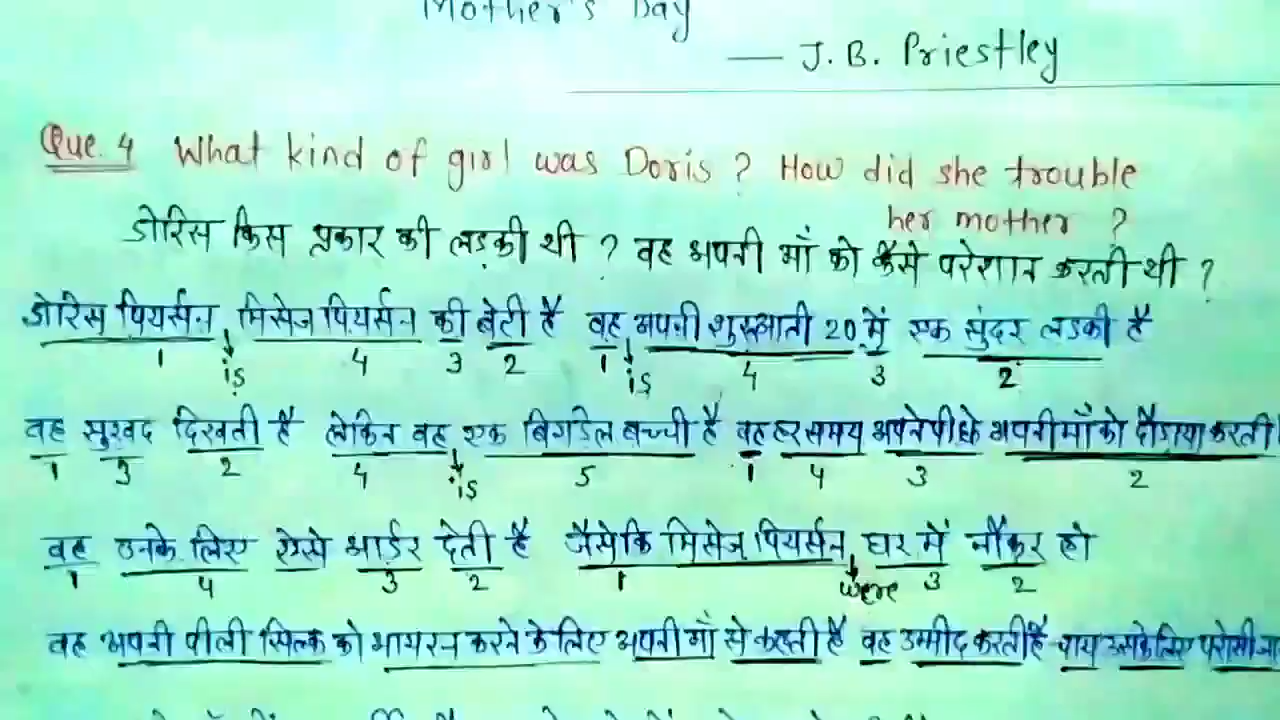 Mother's Day
— J. B. Priestley
Que. 4 What kind of girl was Doris ? How did she trouble
her mother ?
डोरिस किस प्रकार की लड़की थी ? वह अपनी माँ को कैसे परेशान करती थी ?
डोरिस पियर्सन मिसेज पियर्सन की बेटी है वह अपनी शुरुआती 20 में एक सुंदर लडकी है
1 is 4 3 2 1 is 4 3 2
वह सुखद दिखती है लेकिन वह एक बिगडैल बच्ची है वह हर समय अपने पीछे अपनी माँ को दौडाया करती
1 3 2 4 is 5 1 4 3 2
वह उनके लिए ऐसे आर्डर देती है जैसे कि मिसेज पियर्सन घर में नौकर हो
1 4 3 2 1 were 3 2
वह अपनी पीली सिल्क को आयरन करने के लिए अपनी माँ से कहती है वह उम्मीद करती है चाय उसके लिए